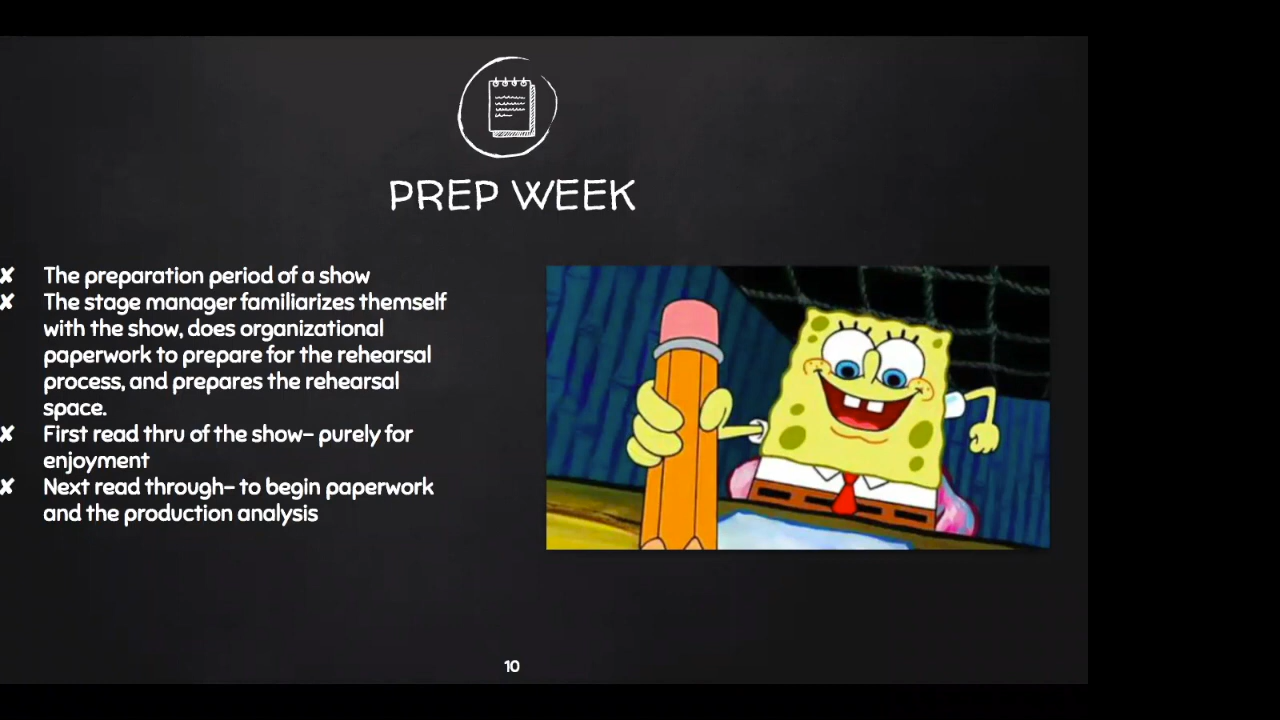 PREP WEEK
✘ The preparation period of a show
✘ The stage manager familiarizes themself
with the show, does organizational
paperwork to prepare for the rehearsal
process, and prepares the rehearsal
space.
✘ First read thru of the show- purely for
enjoyment
✘ Next read through- to begin paperwork
and the production analysis
10